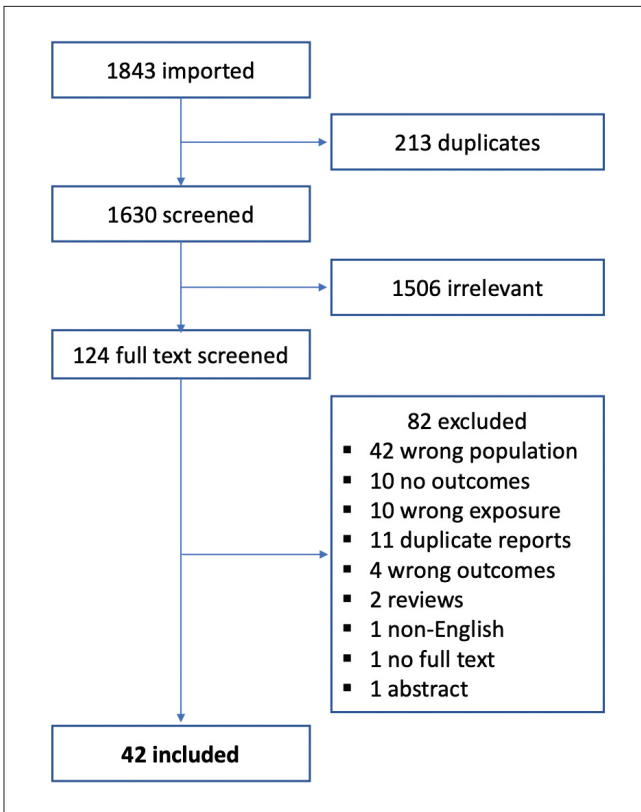 1843 imported
213 duplicates
1630 screened
1506 irrelevant
124 full text screened
82 excluded
▪ 42 wrong population
▪ 10 no outcomes
▪ 10 wrong exposure
▪ 11 duplicate reports
▪ 4 wrong outcomes
▪ 2 reviews
▪ 1 non-English
▪ 1 no full text
▪ 1 abstract
42 included